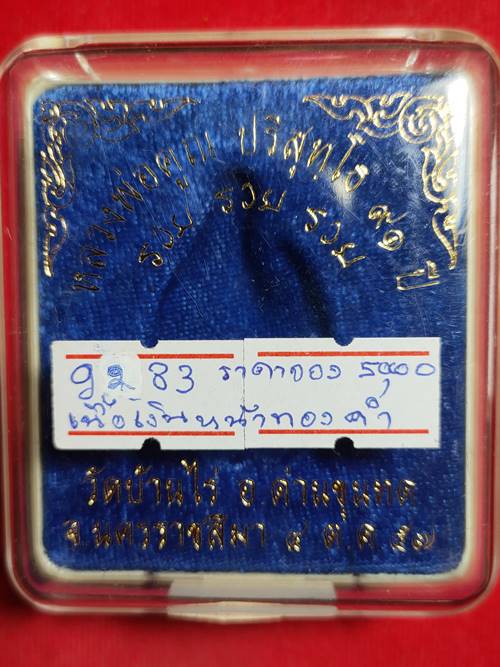 หลวงพ่อคูณ ปริสุทโธ ๙๑ ปี
รวย รวย รวย
83 ราคาจอง
เนื้อเงินหน้าทองคำ
วัดบ้านไร่ อ.ด่านขุนทด
จ.นครราชสีมา ๔ ต.ค. ๕๗